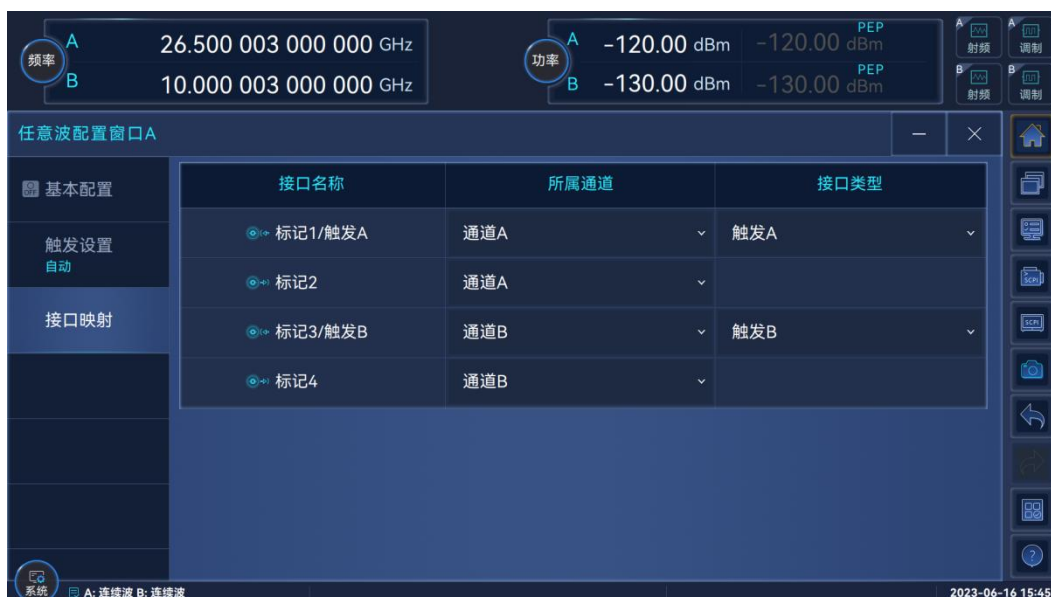 频率
A 26.500 003 000 000 GHz
B 10.000 003 000 000 GHz
功率
PEP
A -120.00 dBm -120.00 dBm
PEP
B -130.00 dBm -130.00 dBm
A 射频
A 调制
B 射频
B 调制
任意波配置窗口A
OFF 基本配置
触发设置
自动
接口映射
接口名称 所属通道 接口类型
标记1/触发A 通道A 触发A
标记2 通道A
标记3/触发B 通道B 触发B
标记4 通道B
SCPI
SCPI
?
系统
A: 连续波 B: 连续波
2023-06-16 15:45